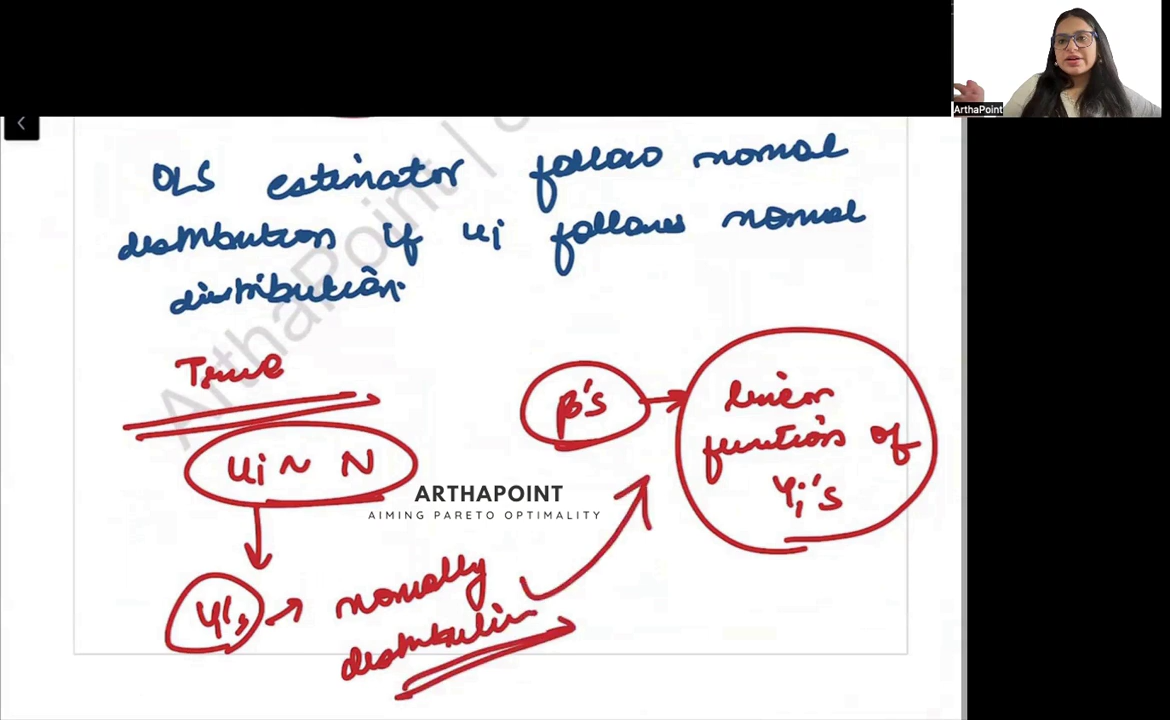 ArthaPoint
ArthaPoint |
OLS estimator follow normal
distribution if ui follows normal
distribution.
True
β's → linear
function of
Yi's
ui ~ N
ARTHAPOINT
AIMING PARETO OPTIMALITY
Y's → normally
distribution